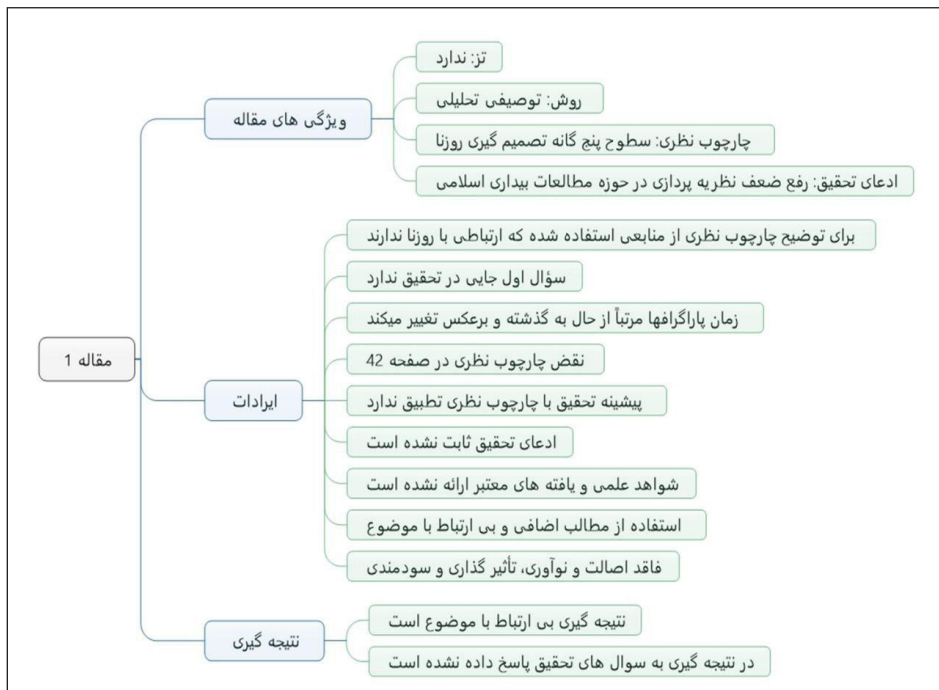 مقاله 1
ویژگی های مقاله
تز: ندارد
روش: توصیفی تحلیلی
چارچوب نظری: سطوح پنج گانه تصمیم گیری روزنا
ادعای تحقیق: رفع ضعف نظریه پردازی در حوزه مطالعات بیداری اسلامی
ایرادات
برای توضیح چارچوب نظری از منابعی استفاده شده که ارتباطی با روزنا ندارند
سؤال اول جایی در تحقیق ندارد
زمان پاراگرافها مرتباً از حال به گذشته و برعکس تغییر میکند
نقض چارچوب نظری در صفحه 42
پیشینه تحقیق با چارچوب نظری تطبیق ندارد
ادعای تحقیق ثابت نشده است
شواهد علمی و یافته های معتبر ارائه نشده است
استفاده از مطالب اضافی و بی ارتباط با موضوع
فاقد اصالت و نوآوری، تأثیر گذاری و سودمندی
نتیجه گیری
نتیجه گیری بی ارتباط با موضوع است
در نتیجه گیری به سوال های تحقیق پاسخ داده نشده است